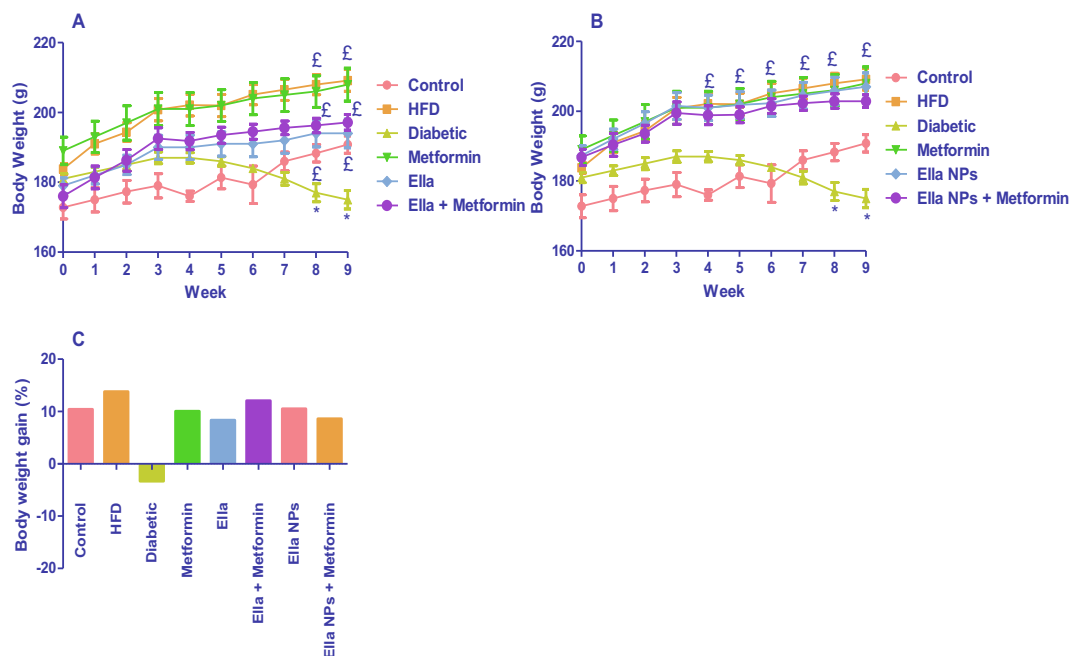 A
Body Weight (g)
220
200
180
160
£
£
£
£
£
£
*
*
0 1 2 3 4 5 6 7 8 9
Week
Control
HFD
Diabetic
Metformin
Ella
Ella + Metformin
B
Body Weight (g)
220
200
180
160
£
£
£
£
£
£
*
*
0 1 2 3 4 5 6 7 8 9
Week
Control
HFD
Diabetic
Metformin
Ella NPs
Ella NPs + Metformin
C
Body weight gain (%)
20
10
0
-10
-20
Control
HFD
Diabetic
Metformin
Ella
Ella + Metformin
Ella NPs
Ella NPs + Metformin